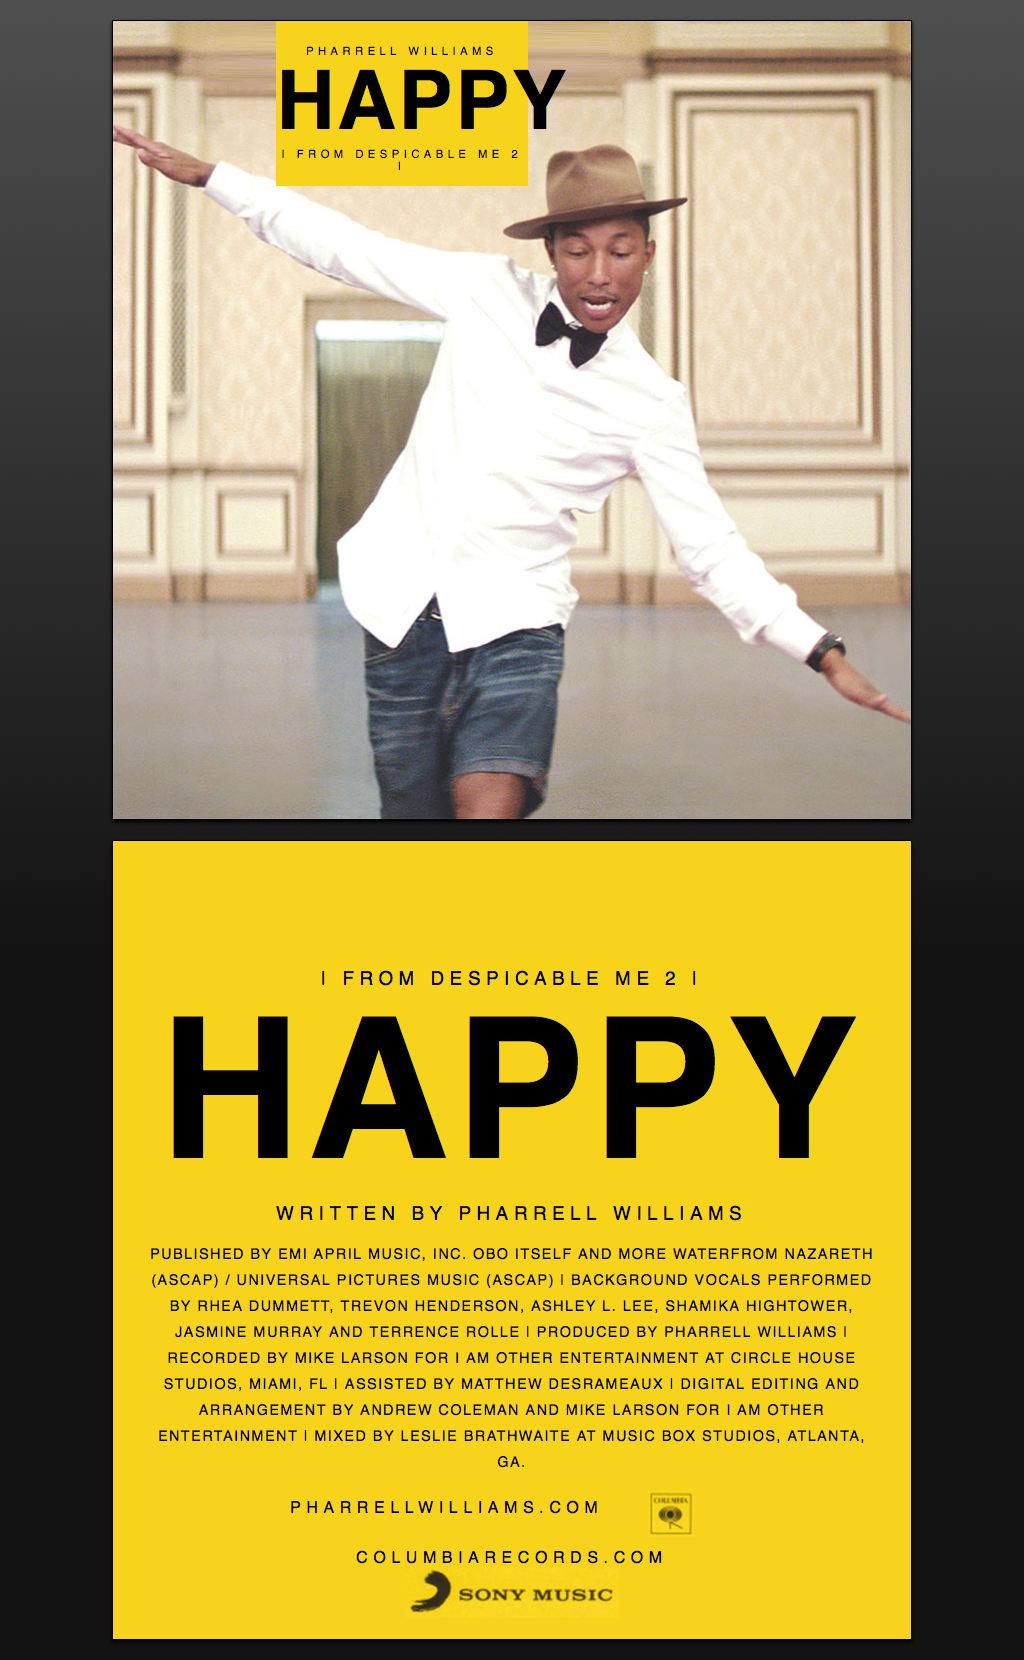 PHARRELL WILLIAMS
HAPPY
| FROM DESPICABLE ME 2
|
| FROM DESPICABLE ME 2 |
HAPPY
WRITTEN BY PHARRELL WILLIAMS
PUBLISHED BY EMI APRIL MUSIC, INC. OBO ITSELF AND MORE WATERFROM NAZARETH
(ASCAP) / UNIVERSAL PICTURES MUSIC (ASCAP) | BACKGROUND VOCALS PERFORMED
BY RHEA DUMMETT, TREVON HENDERSON, ASHLEY L. LEE, SHAMIKA HIGHTOWER,
JASMINE MURRAY AND TERRENCE ROLLE | PRODUCED BY PHARRELL WILLIAMS |
RECORDED BY MIKE LARSON FOR I AM OTHER ENTERTAINMENT AT CIRCLE HOUSE
STUDIOS, MIAMI, FL | ASSISTED BY MATTHEW DESRAMEAUX | DIGITAL EDITING AND
ARRANGEMENT BY ANDREW COLEMAN AND MIKE LARSON FOR I AM OTHER
ENTERTAINMENT | MIXED BY LESLIE BRATHWAITE AT MUSIC BOX STUDIOS, ATLANTA,
GA.
PHARRELLWILLIAMS.COM
COLUMBIA
COLUMBIARECORDS.COM
SONY MUSIC